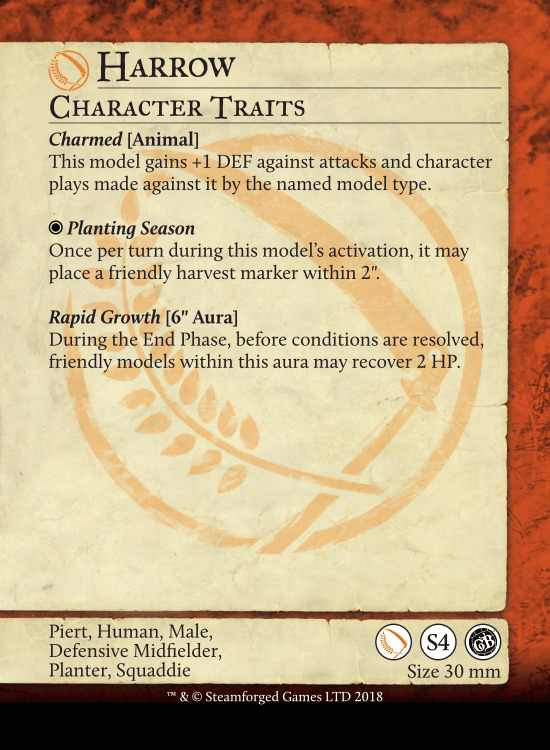 Harrow
Character Traits
Charmed [Animal]
This model gains +1 DEF against attacks and character
plays made against it by the named model type.
Planting Season
Once per turn during this model's activation, it may
place a friendly harvest marker within 2".
Rapid Growth [6" Aura]
During the End Phase, before conditions are resolved,
friendly models within this aura may recover 2 HP.
Piert, Human, Male,
Defensive Midfielder,
Planter, Squaddie
S4
GB
Size 30 mm
™ & © Steamforged Games LTD 2018